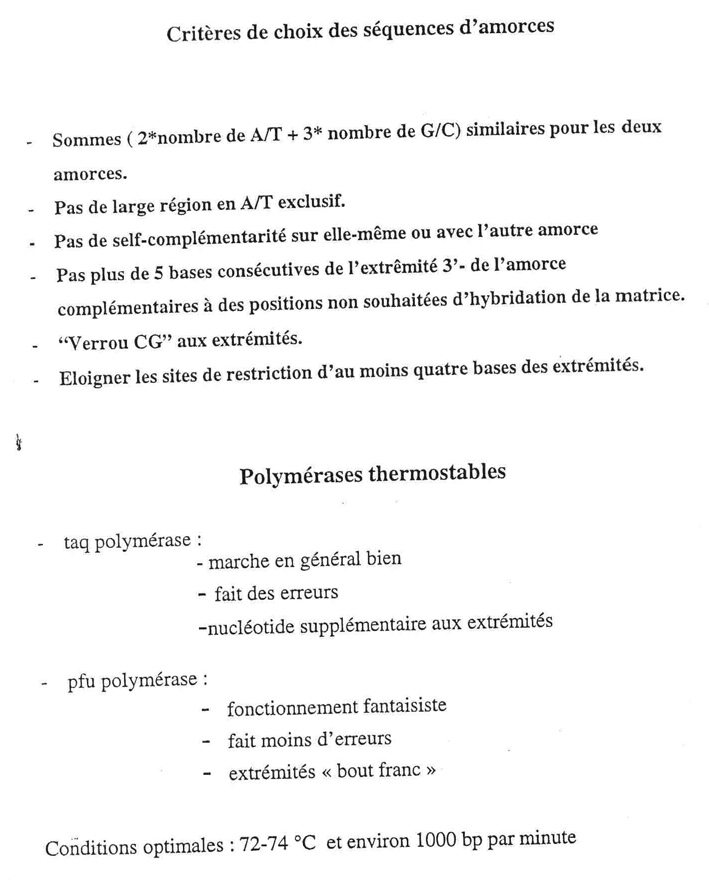 Critères de choix des séquences d'amorces
- Sommes ( 2*nombre de A/T + 3* nombre de G/C) similaires pour les deux
amorces.
- Pas de large région en A/T exclusif.
- Pas de self-complémentarité sur elle-même ou avec l'autre amorce
- Pas plus de 5 bases consécutives de l'extrêmité 3'- de l'amorce
complémentaires à des positions non souhaitées d'hybridation de la matrice.
- “Verrou CG” aux extrémités.
- Eloigner les sites de restriction d'au moins quatre bases des extrémités.
Polymérases thermostables
- taq polymérase :
- marche en général bien
- fait des erreurs
-nucléotide supplémentaire aux extrémités
- pfu polymérase :
- fonctionnement fantaisiste
- fait moins d'erreurs
- extrémités « bout franc »
Conditions optimales : 72-74 °C et environ 1000 bp par minute